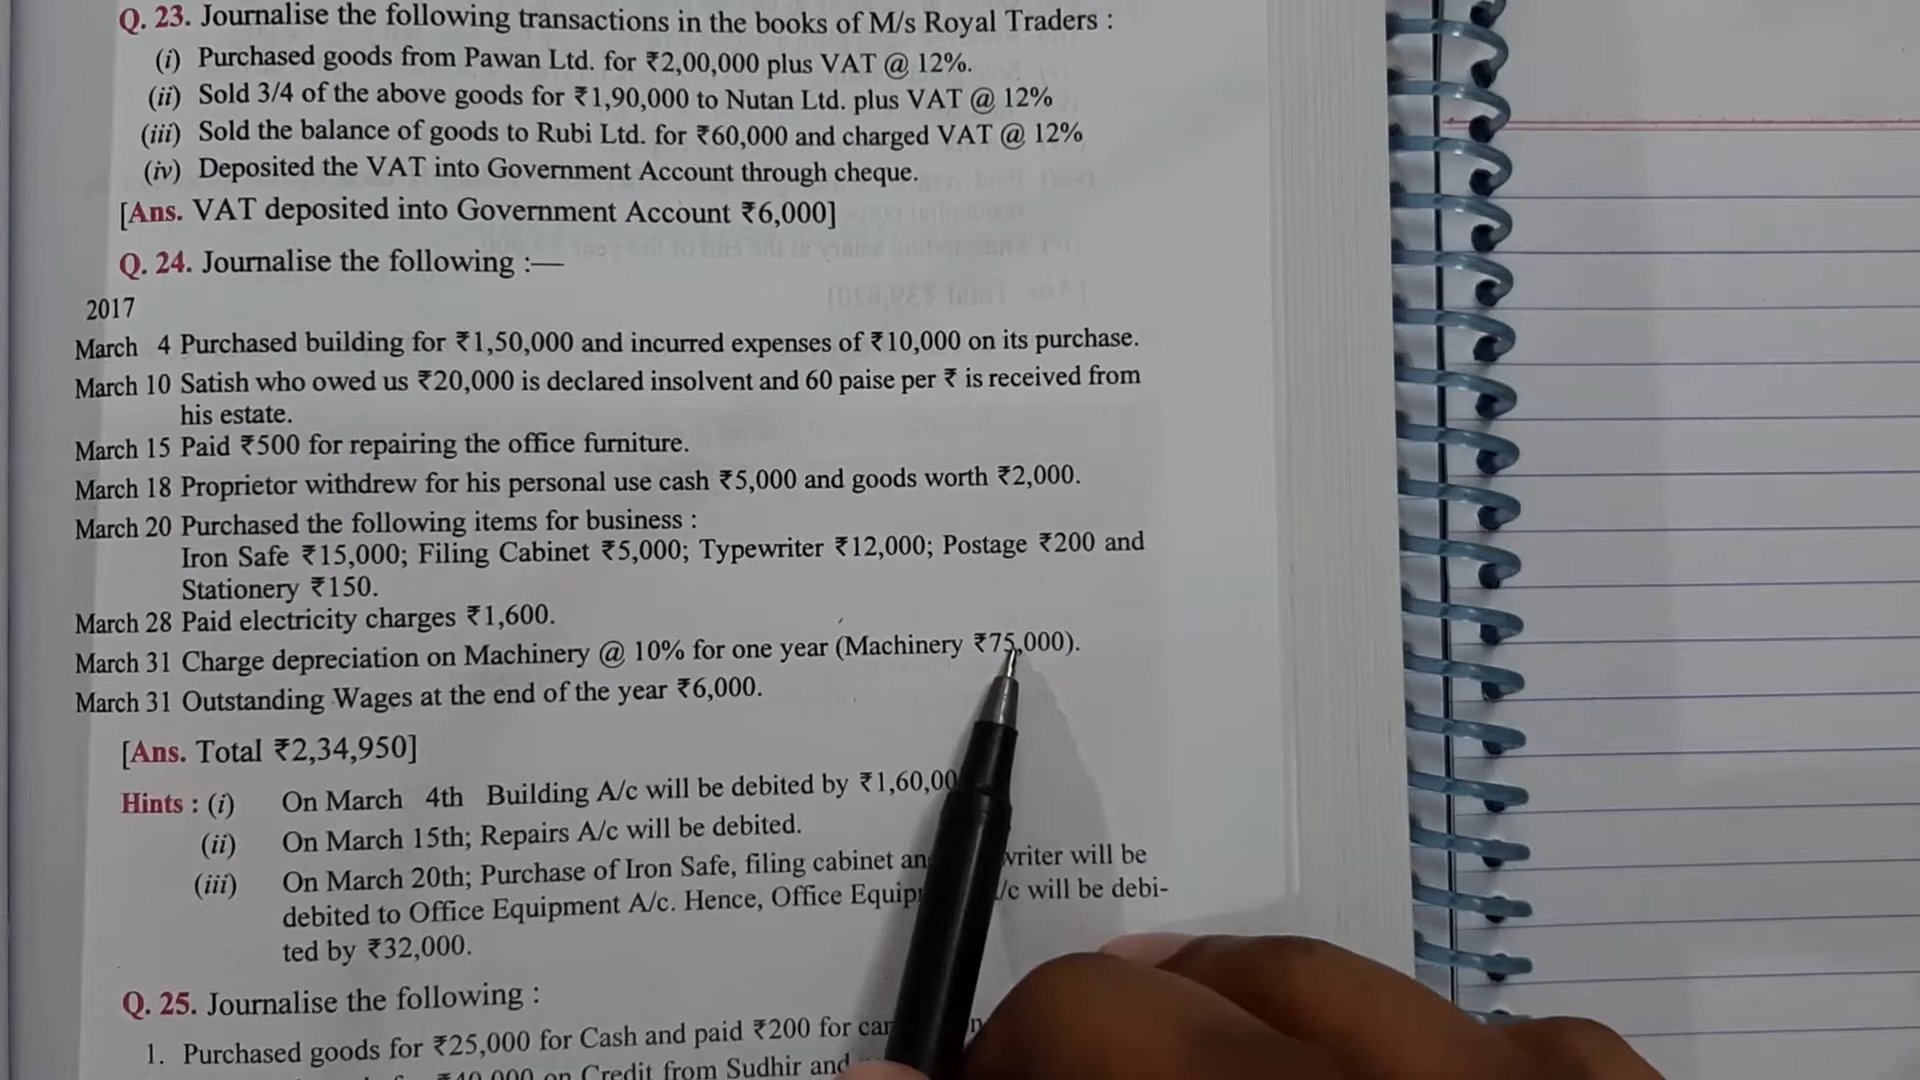 Q. 23. Journalise the following transactions in the books of M/s Royal Traders :
(i) Purchased goods from Pawan Ltd. for ₹2,00,000 plus VAT @ 12%.
(ii) Sold 3/4 of the above goods for ₹1,90,000 to Nutan Ltd. plus VAT @ 12%
(iii) Sold the balance of goods to Rubi Ltd. for ₹60,000 and charged VAT @ 12%
(iv) Deposited the VAT into Government Account through cheque.
[Ans. VAT deposited into Government Account ₹6,000]
Q. 24. Journalise the following :—
2017
March 4 Purchased building for ₹1,50,000 and incurred expenses of ₹10,000 on its purchase.
March 10 Satish who owed us ₹20,000 is declared insolvent and 60 paise per ₹ is received from
his estate.
March 15 Paid ₹500 for repairing the office furniture.
March 18 Proprietor withdrew for his personal use cash ₹5,000 and goods worth ₹2,000.
March 20 Purchased the following items for business :
Iron Safe ₹15,000; Filing Cabinet ₹5,000; Typewriter ₹12,000; Postage ₹200 and
Stationery ₹150.
March 28 Paid electricity charges ₹1,600.
March 31 Charge depreciation on Machinery @ 10% for one year (Machinery ₹75,000).
March 31 Outstanding Wages at the end of the year ₹6,000.
[Ans. Total ₹2,34,950]
Hints : (i) On March 4th Building A/c will be debited by ₹1,60,00
(ii) On March 15th; Repairs A/c will be debited.
(iii) On March 20th; Purchase of Iron Safe, filing cabinet an writer will be
debited to Office Equipment A/c. Hence, Office Equip /c will be debi-
ted by ₹32,000.
Q. 25. Journalise the following :
1. Purchased goods for ₹25,000 for Cash and paid ₹200 for car
on Credit from Sudhir and